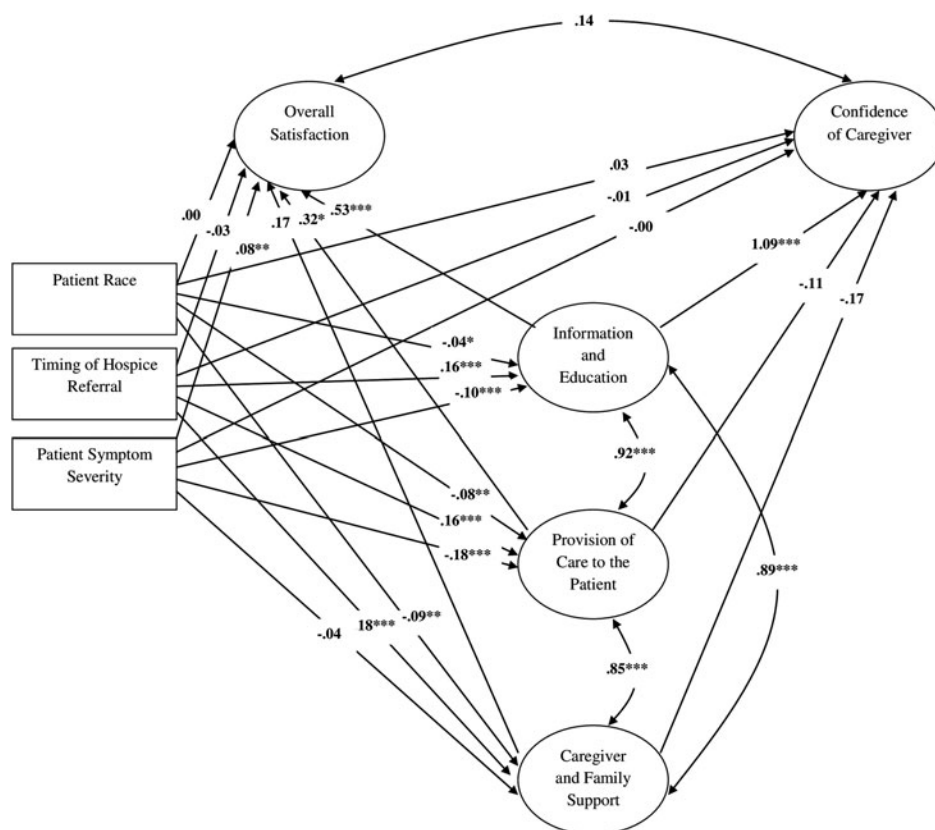 .14
Overall
Satisfaction
Confidence
of Caregiver
.00
-.03
.08**
.17
.32*
.53***
.03
-.01
-.00
1.09***
-.11
-.17
Patient Race
Timing of Hospice
Referral
Patient Symptom
Severity
-.04*
.16***
-.10***
Information
and
Education
.92***
-.08**
.16***
-.18***
Provision of
Care to the
Patient
.89***
-.04
18***
-.09**
.85***
Caregiver
and Family
Support